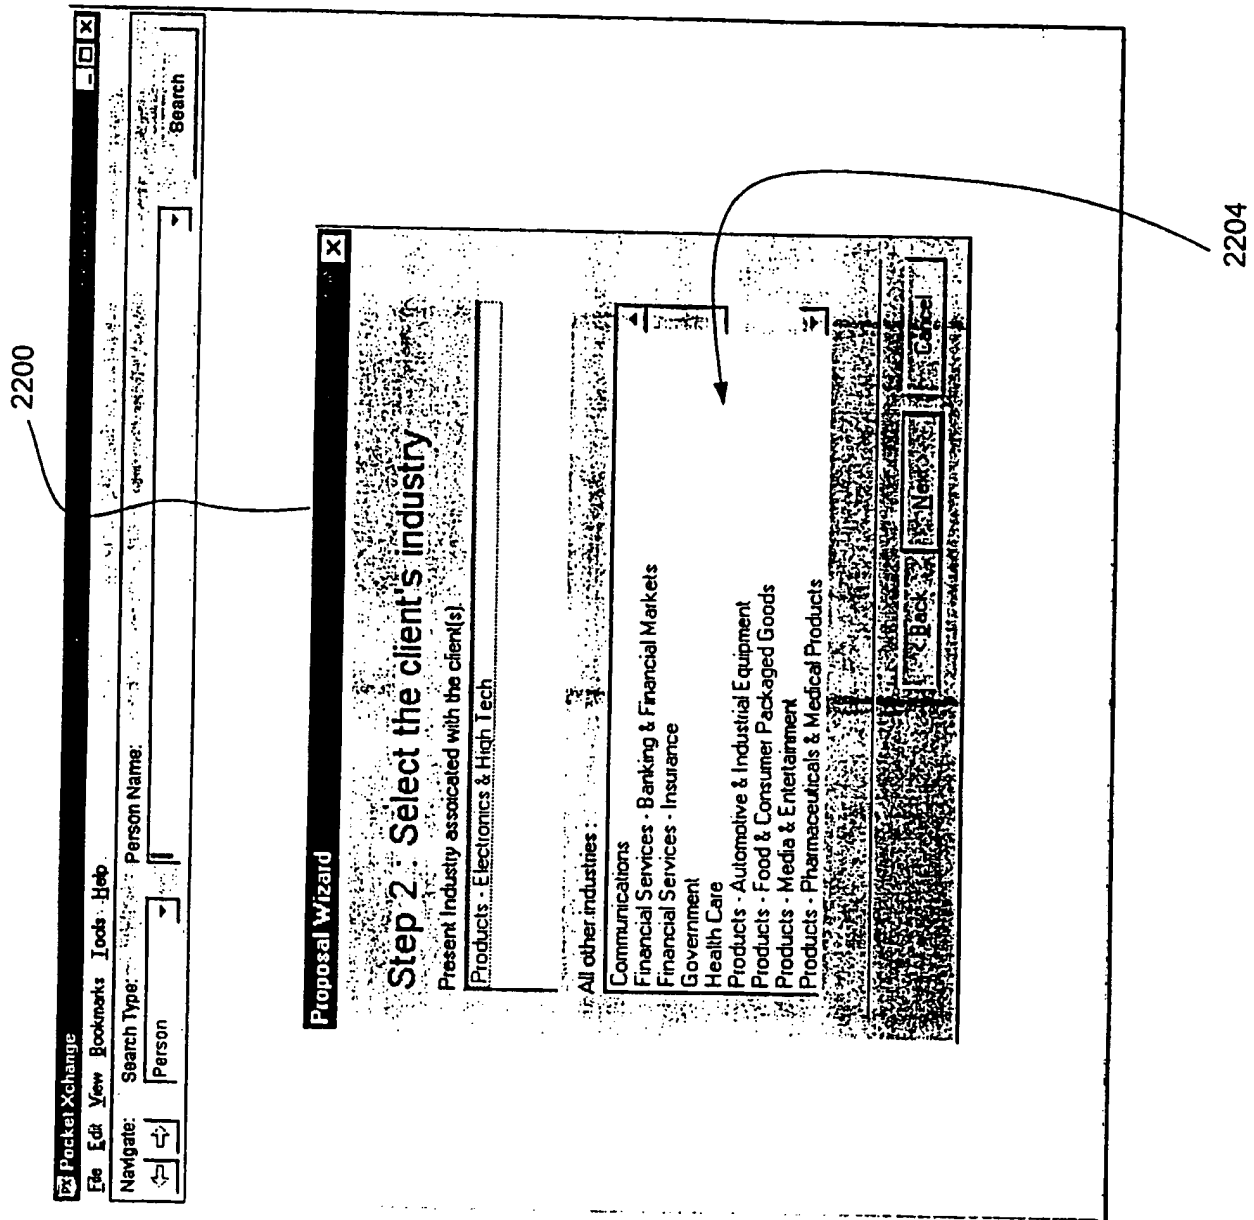 2200
PX Pocket Xchange
File Edit View Bookmarks Tools Help
Navigate: Search Type: Person Name:
Person Search
Proposal Wizard
Step 2 : Select the client's industry
Present Industry assoicated with the client(s)
Products - Electronics & High Tech
All other industries :
Communications
Financial Services - Banking & Financial Markets
Financial Services - Insurance
Government
Health Care
Products - Automotive & Industrial Equipment
Products - Food & Consumer Packaged Goods
Products - Media & Entertainment
Products - Pharmaceuticals & Medical Products
Back Next Cancel
2204